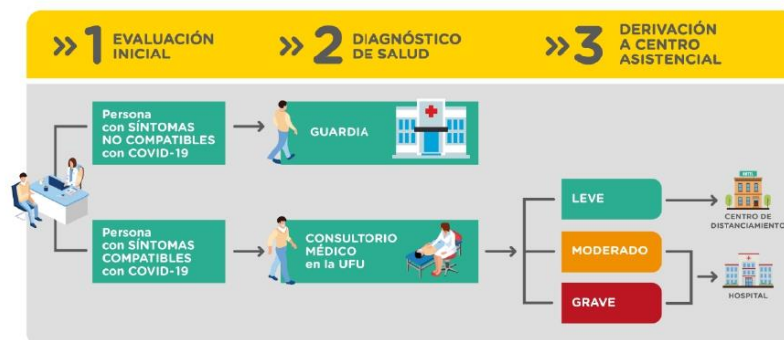 >> 1 EVALUACIÓN
INICIAL
>> 2 DIAGNÓSTICO
DE SALUD
>> 3 DERIVACIÓN
A CENTRO
ASISTENCIAL
Persona
con SÍNTOMAS
NO COMPATIBLES
con COVID-19
GUARDIA
Persona
con SÍNTOMAS
COMPATIBLES
con COVID-19
CONSULTORIO
MÉDICO
en la UFU
LEVE
MODERADO
GRAVE
HOTEL
CENTRO DE
DISTANCIAMIENTO
HOSPITAL